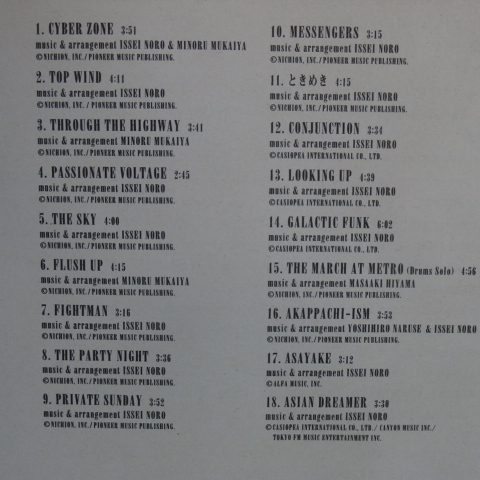 1. CYBER ZONE 3:51
music & arrangement ISSEI NORO & MINORU MUKAIYA
©NICHION, INC./PIONEER MUSIC PUBLISHING.
2. TOP WIND 4:11
music & arrangement ISSEI NORO
©NICHION, INC./PIONEER MUSIC PUBLISHING.
3. THROUGH THE HIGHWAY 3:41
music & arrangement MINORU MUKAIYA
©NICHION, INC./PIONEER MUSIC PUBLISHING.
4. PASSIONATE VOLTAGE 2:45
music & arrangement ISSEI NORO
©NICHION, INC./PIONEER MUSIC PUBLISHING.
5. THE SKY 4:00
music & arrangement ISSEI NORO
©NICHION, INC./PIONEER MUSIC PUBLISHING.
6. FLUSH UP 4:15
music & arrangement MINORU MUKAIYA
©NICHION, INC./PIONEER MUSIC PUBLISHING.
7. FIGHTMAN 3:16
music & arrangement ISSEI NORO
©NICHION, INC./PIONEER MUSIC PUBLISHING.
8. THE PARTY NIGHT 3:36
music & arrangement ISSEI NORO
©NICHION, INC./PIONEER MUSIC PUBLISHING.
9. PRIVATE SUNDAY 3:52
music & arrangement ISSEI NORO
©NICHION, INC./PIONEER MUSIC PUBLISHING.
10. MESSENGERS 3:15
music & arrangement ISSEI NORO
©NICHION, INC./PIONEER MUSIC PUBLISHING.
11. ときめき 4:15
music & arrangement ISSEI NORO
©NICHION, INC./PIONEER MUSIC PUBLISHING.
12. CONJUNCTION 3:34
music & arrangement ISSEI NORO
©CASIOPEA INTERNATIONAL CO., LTD.
13. LOOKING UP 4:39
music & arrangement ISSEI NORO
©CASIOPEA INTERNATIONAL CO., LTD.
14. GALACTIC FUNK 6:02
music & arrangement ISSEI NORO
©CASIOPEA INTERNATIONAL CO., LTD.
15. THE MARCH AT METRO (Drums Solo) 4:56
music & arrangement MASAAKI HIYAMA
©NICHION, INC./PIONEER MUSIC PUBLISHING.
16. AKAPPACHI-ISM 3:53
music & arrangement YOSHIHIRO NARUSE & ISSEI NORO
©NICHION, INC./PIONEER MUSIC PUBLISHING.
17. ASAYAKE 3:12
music & arrangement ISSEI NORO
©ALFA MUSIC, INC.
18. ASIAN DREAMER 3:30
music & arrangement ISSEI NORO
©CASIOPEA INTERNATIONAL CO., LTD./ CANYON MUSIC INC./
TOKYO FM MUSIC ENTERTAINMENT INC.